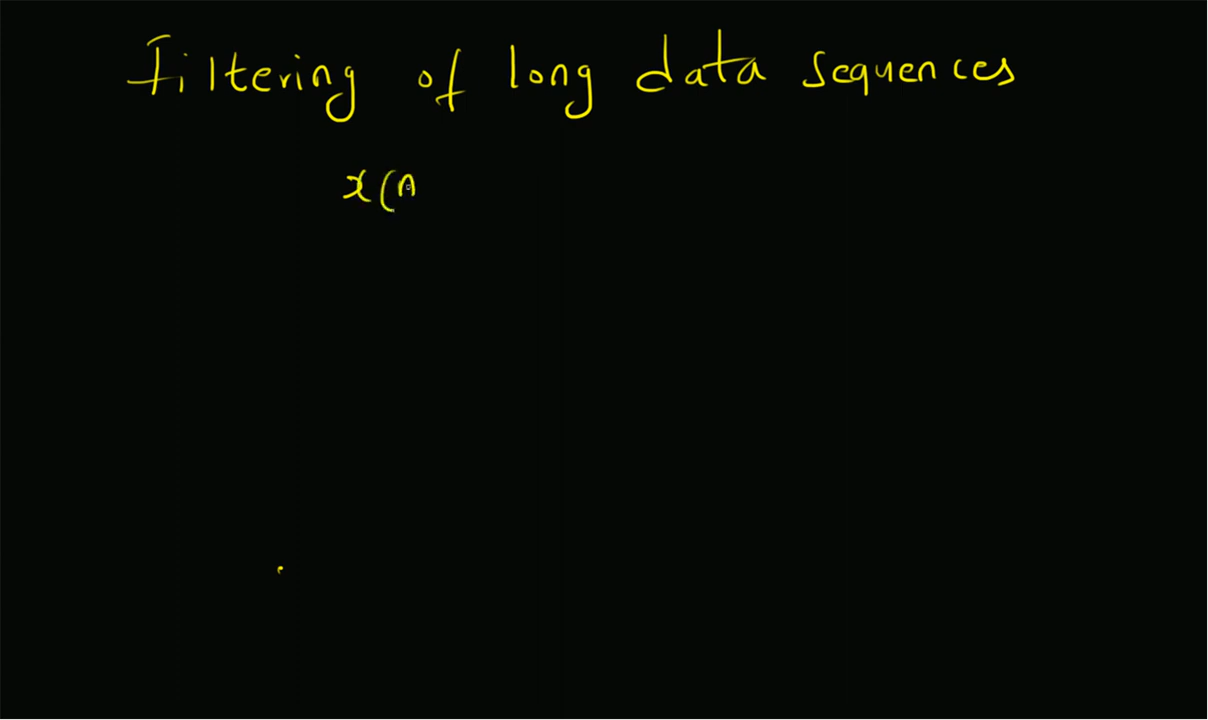 Filtering of long data sequences
x(n